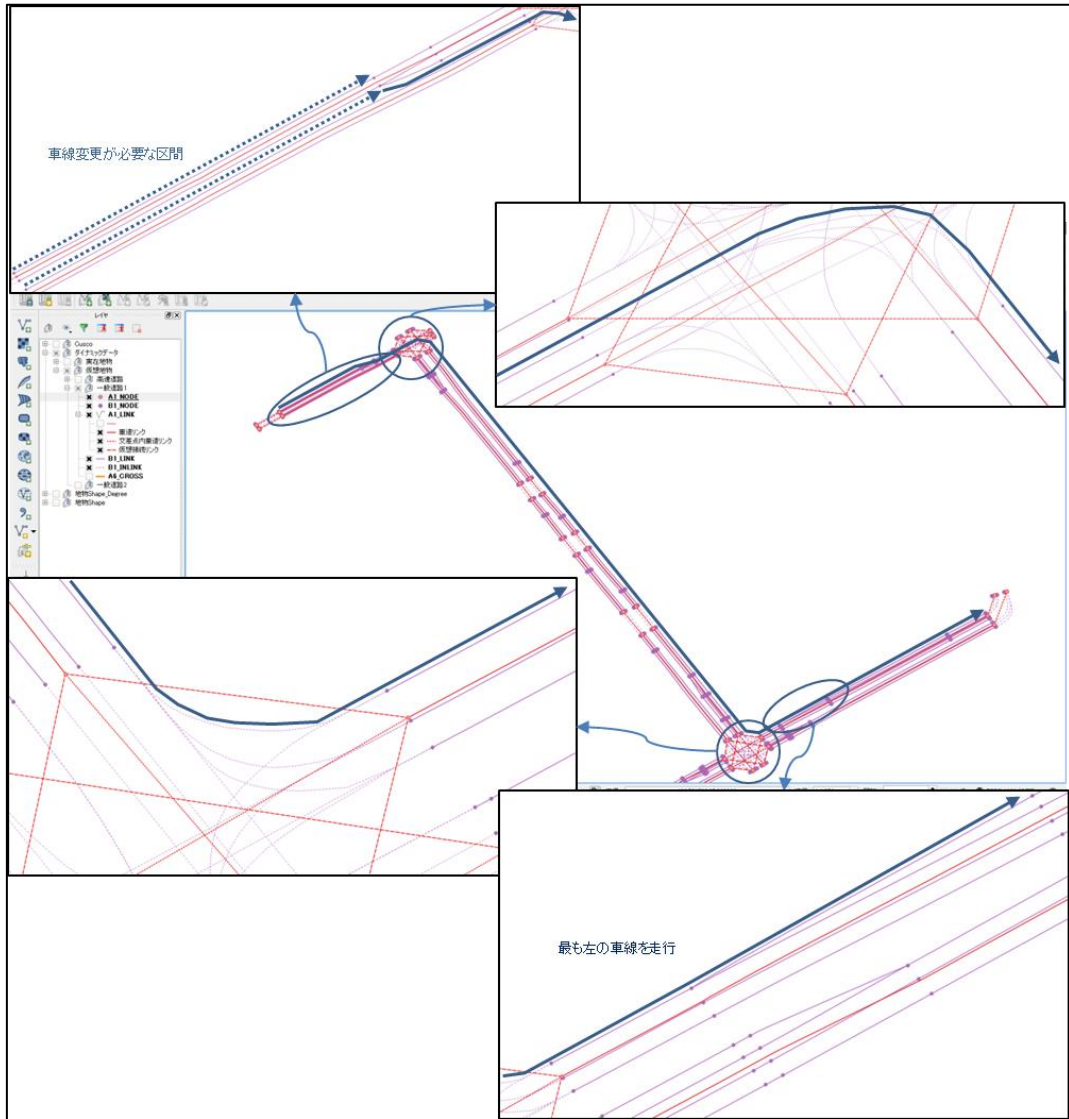 車線変更が必要な区間
レイヤ
Cusco
ダイナミックデータ
実在地物
仮想地物
高速道路
一般道路1
A1_NODE
B1_NODE
A1_LINK
車道リンク
交差点内車道リンク
仮想接続リンク
B1_LINK
B1_INLINK
A6_CROSS
一般道路2
地物Shape_Degree
地物Shape
最も左の車線を走行